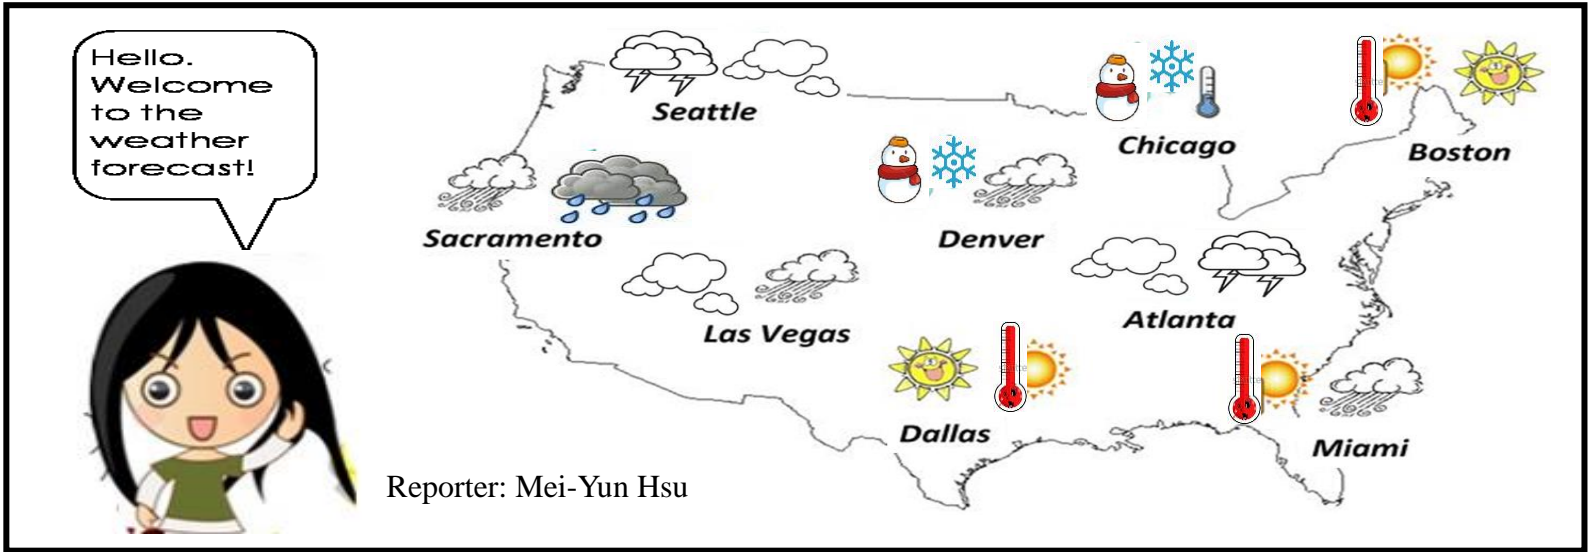 Hello.
Welcome
to the
weather
forecast!
Seattle
Chicago
Boston
Sacramento
Denver
Las Vegas
Atlanta
Dallas
Miami
Reporter: Mei-Yun Hsu